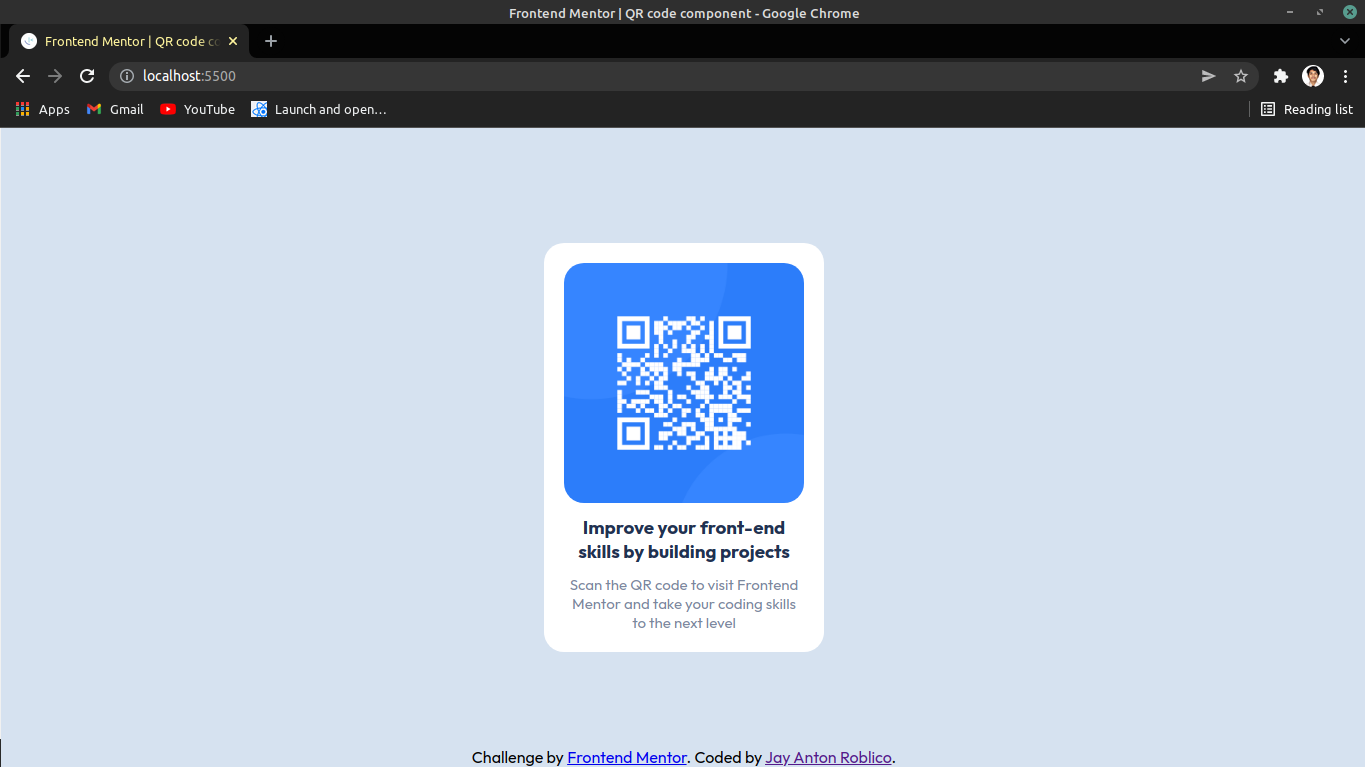 Frontend Mentor | QR code component - Google Chrome
Frontend Mentor | QR code co
localhost:5500
Apps Gmail YouTube Launch and open… Reading list
Improve your front-end
skills by building projects
Scan the QR code to visit Frontend
Mentor and take your coding skills
to the next level
Challenge by Frontend Mentor. Coded by Jay Anton Roblico.